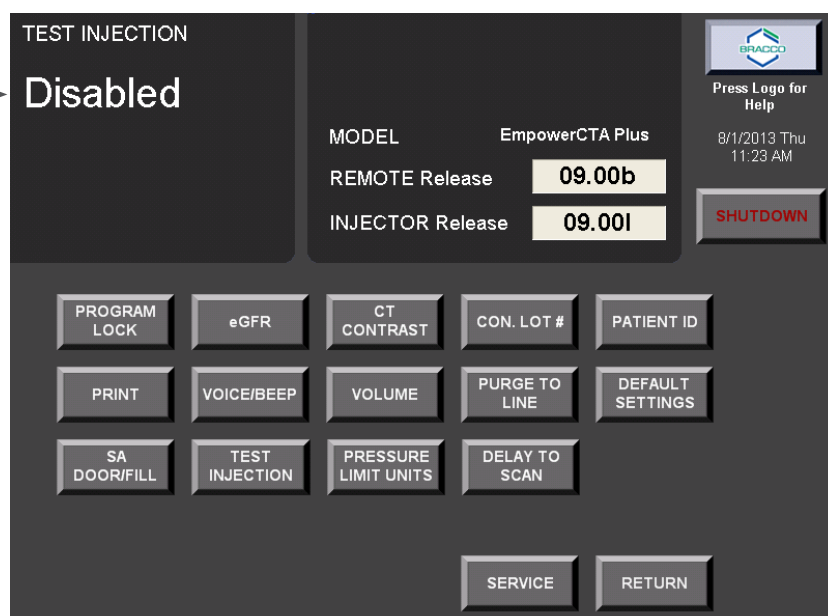 TEST INJECTION
Disabled
MODEL EmpowerCTA Plus
REMOTE Release 09.00b
INJECTOR Release 09.00l
BRACCO
Press Logo for
Help
8/1/2013 Thu
11:23 AM
SHUTDOWN
PROGRAM
LOCK
eGFR
CT
CONTRAST
CON. LOT #
PATIENT ID
PRINT
VOICE/BEEP
VOLUME
PURGE TO
LINE
DEFAULT
SETTINGS
SA
DOOR/FILL
TEST
INJECTION
PRESSURE
LIMIT UNITS
DELAY TO
SCAN
SERVICE
RETURN